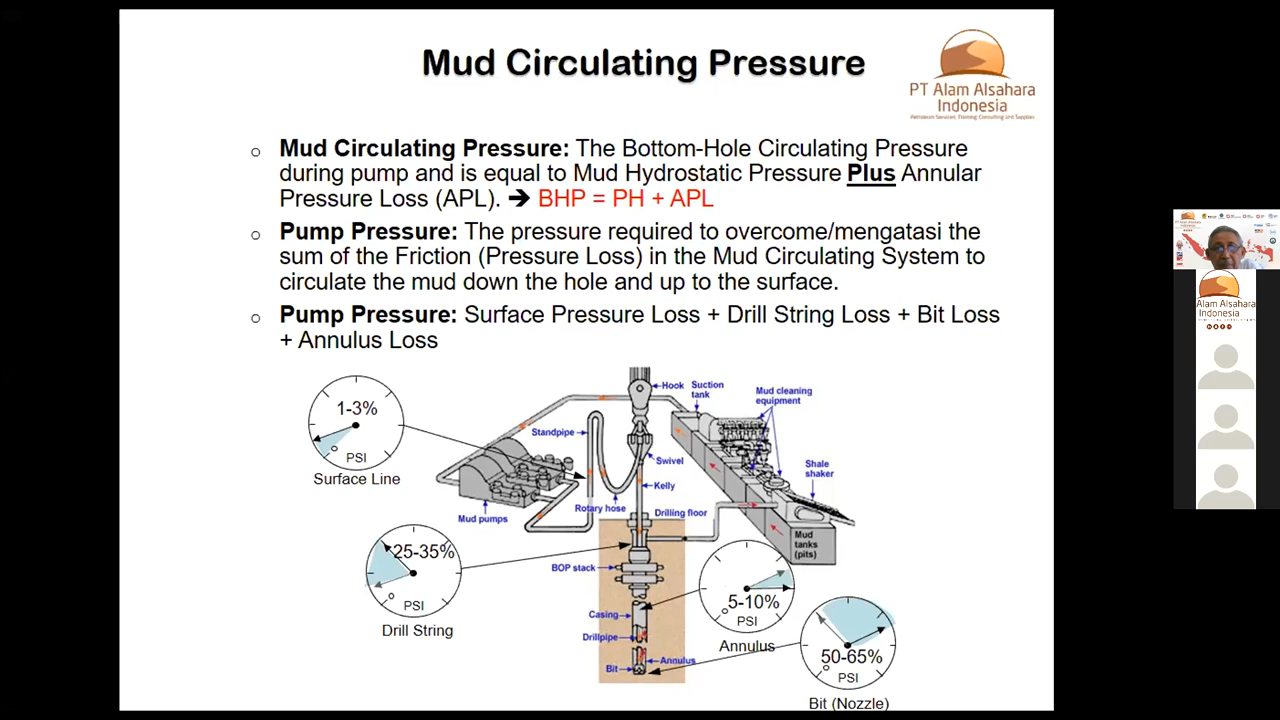 Mud Circulating Pressure
PT Alam Alsahara
Indonesia
Petroleum Services, Training, Consulting and Supplies
Mud Circulating Pressure: The Bottom-Hole Circulating Pressure
during pump and is equal to Mud Hydrostatic Pressure Plus Annular
Pressure Loss (APL). ➔ BHP = PH + APL
Pump Pressure: The pressure required to overcome/mengatasi the
sum of the Friction (Pressure Loss) in the Mud Circulating System to
circulate the mud down the hole and up to the surface.
Pump Pressure: Surface Pressure Loss + Drill String Loss + Bit Loss
+ Annulus Loss
1-3%
PSI
Surface Line
Hook
Suction
tank
Mud cleaning
equipment
Standpipe
Swivel
Shale
shaker
Kelly
Rotary hose
Mud pumps
Drilling floor
Mud
tanks
(pits)
25-35%
PSI
Drill String
BOP stack
Casing
Drillpipe
Annulus
Bit
5-10%
PSI
Annulus
50-65%
PSI
Bit (Nozzle)
Alam Alsahara
Indonesia